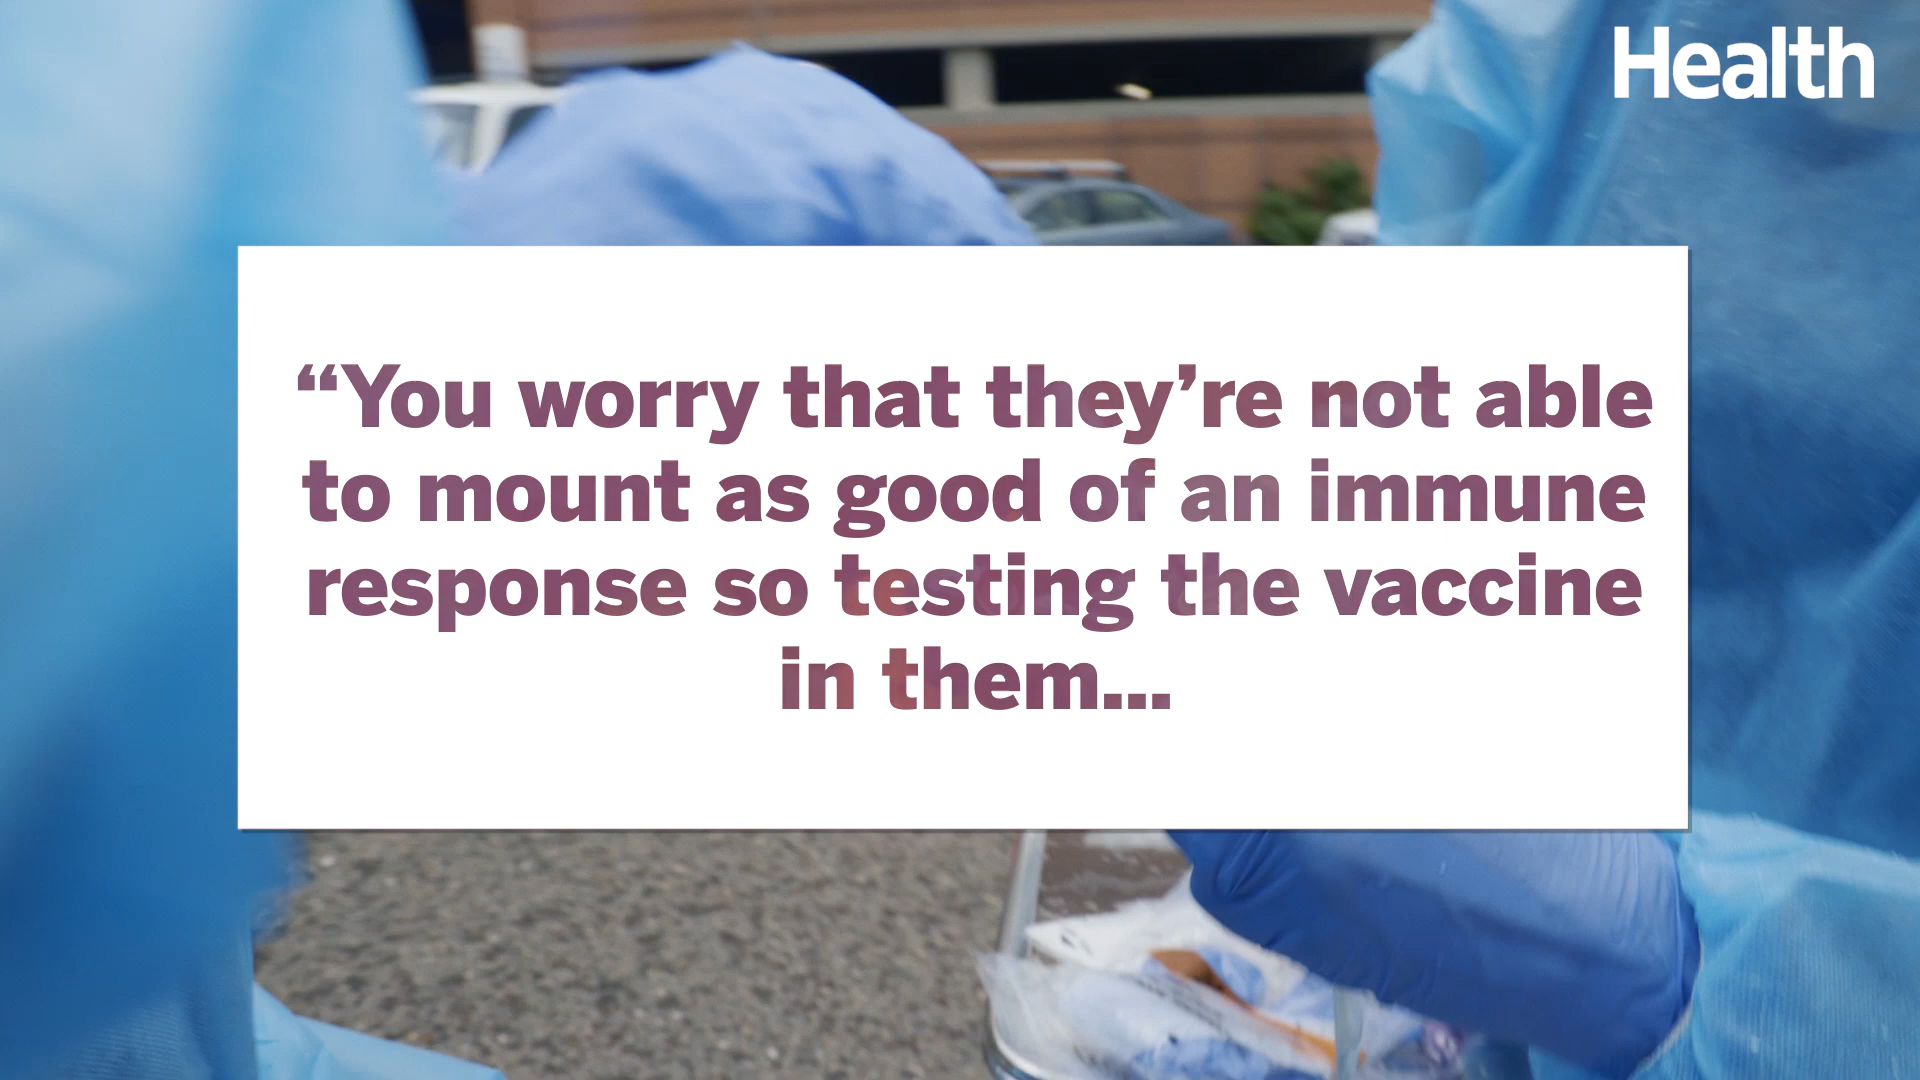 Health
“You worry that they’re not able
to mount as good of an immune
response so testing the vaccine
in them...